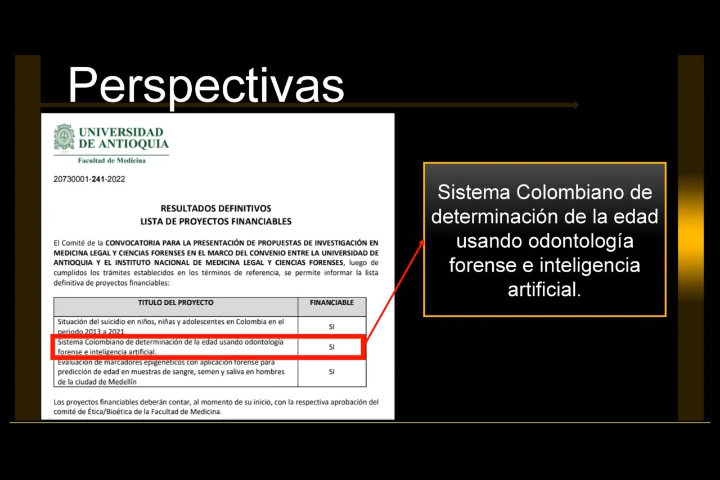 Perspectivas
UNIVERSIDAD
DE ANTIOQUIA
Facultad de Medicina
20730001-241-2022
RESULTADOS DEFINITIVOS
LISTA DE PROYECTOS FINANCIABLES
El Comité de la CONVOCATORIA PARA LA PRESENTACIÓN DE PROPUESTAS DE INVESTIGACIÓN EN
MEDICINA LEGAL Y CIENCIAS FORENSES EN EL MARCO DEL CONVENIO ENTRE LA UNIVERSIDAD DE
ANTIOQUIA Y EL INSTITUTO NACIONAL DE MEDICINA LEGAL Y CIENCIAS FORENSES, luego de
cumplidos los trámites establecidos en los términos de referencia, se permite informar la lista
definitiva de proyectos financiables:
TITULO DEL PROYECTO FINANCIABLE
Situación del suicidio en niños, niñas y adolescentes en Colombia en el
periodo 2013 a 2021 SI
Sistema Colombiano de determinación de la edad usando odontología
forense e inteligencia artificial. SI
Evaluación de marcadores epigenéticos con aplicación forense para
predicción de edad en muestras de sangre, semen y saliva en hombres SI
de la ciudad de Medellín
Los proyectos financiables deberán contar, al momento de su inicio, con la respectiva aprobación del
comité de Ética/Bioética de la Facultad de Medicina.
Sistema Colombiano de
determinación de la edad
usando odontología
forense e inteligencia
artificial.